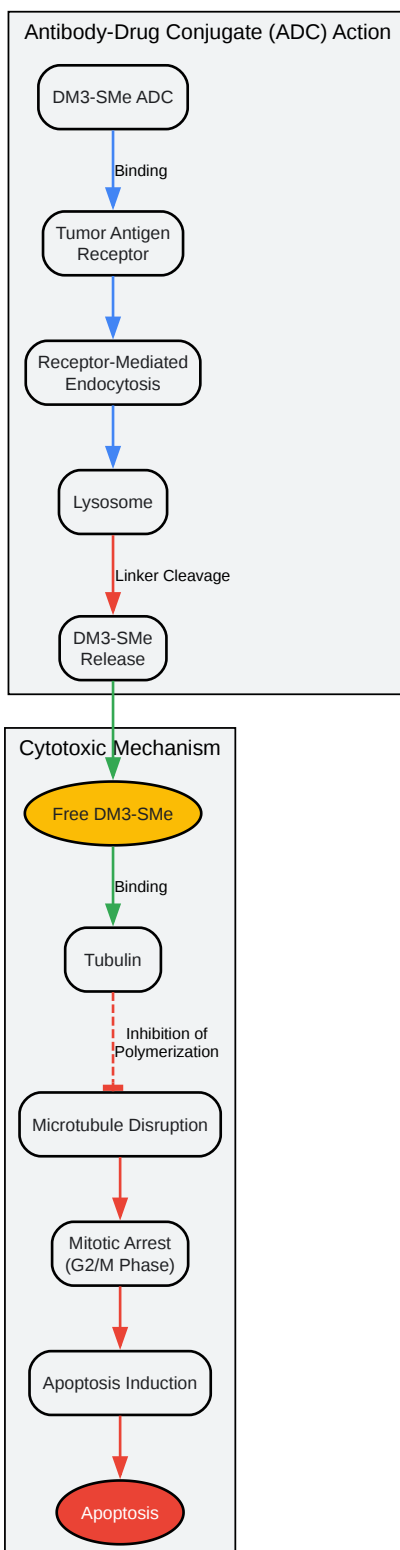 Antibody-Drug Conjugate (ADC) Action
DM3-SMe ADC
Binding
Tumor Antigen
Receptor
Receptor-Mediated
Endocytosis
Lysosome
Linker Cleavage
DM3-SMe
Release
Cytotoxic Mechanism
Free DM3-SMe
Binding
Tubulin
Inhibition of
Polymerization
Microtubule Disruption
Mitotic Arrest
(G2/M Phase)
Apoptosis Induction
Apoptosis